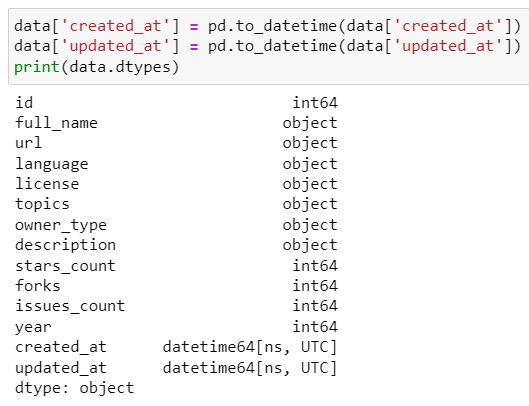 data['created_at'] = pd.to_datetime(data['created_at'])
data['updated_at'] = pd.to_datetime(data['updated_at'])
print(data.dtypes)
id int64
full_name object
url object
language object
license object
topics object
owner_type object
description object
stars_count int64
forks int64
issues_count int64
year int64
created_at datetime64[ns, UTC]
updated_at datetime64[ns, UTC]
dtype: object